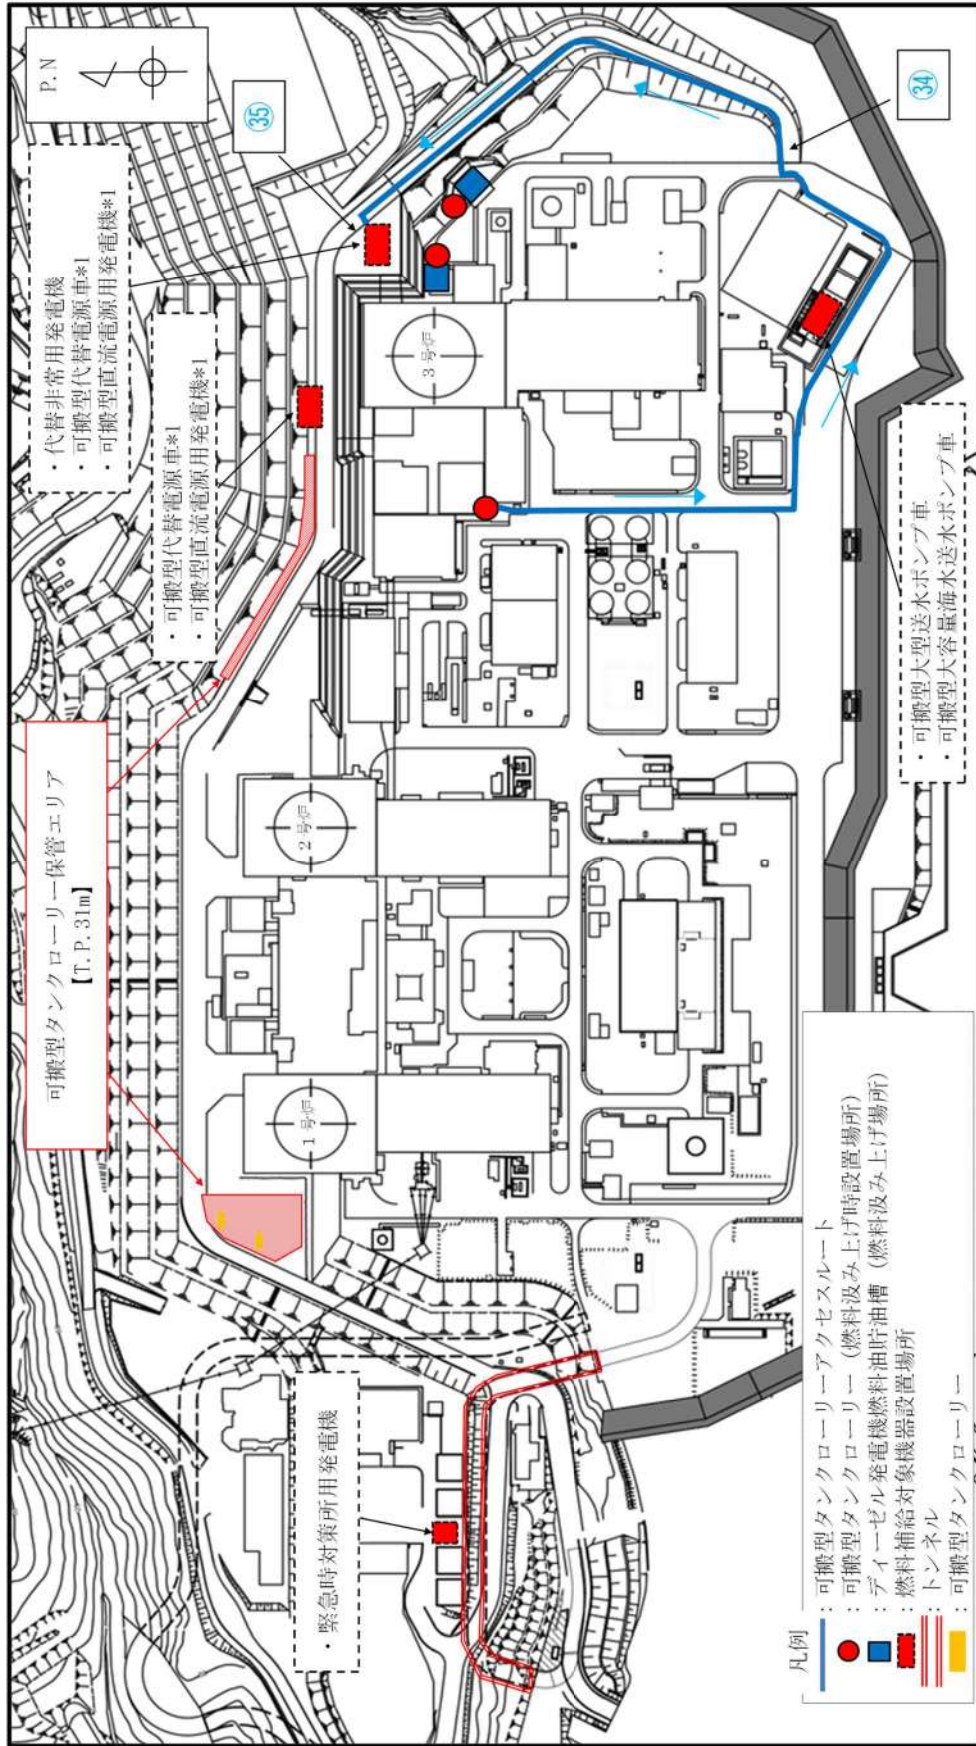 P.N
㉟
㉞
・代替非常用発電機
・可搬型代替電源車*1
・可搬型直流電源用発電機*1
・可搬型代替電源車*1
・可搬型直流電源用発電機*1
可搬型タンクローリー保管エリア
【T.P.31m】
・緊急時対策所用発電機
1号炉
2号炉
3号炉
・可搬型大型送水ポンプ車
・可搬型大容量海水送水ポンプ車
凡例
：可搬型タンクローリーアクセスルート
：可搬型タンクローリー（燃料汲み上げ時設置場所）
：ディーゼル発電機燃料油貯油槽（燃料汲み上げ場所）
：燃料補給対象機器設置場所
：トンネル
：可搬型タンクローリー